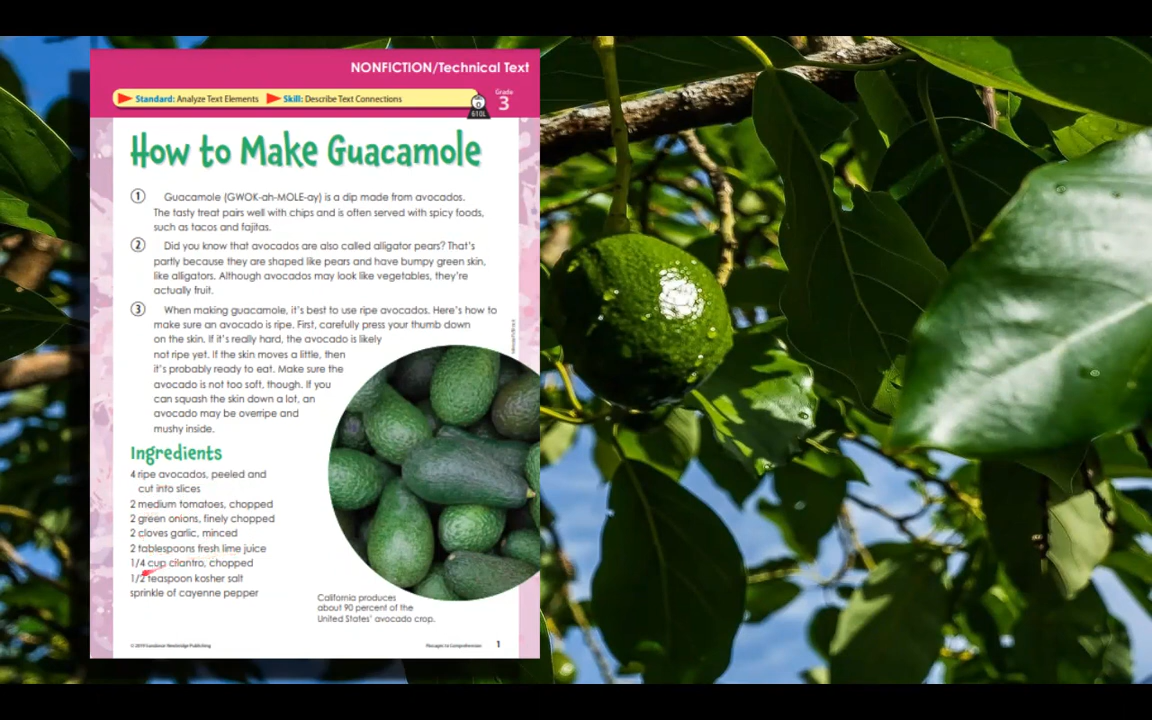 NONFICTION/Technical Text
Standard: Analyze Text Elements Skill: Describe Text Connections
Grade
3
Q
610L
How to Make Guacamole
1 Guacamole (GWOK-ah-MOLE-ay) is a dip made from avocados.
The tasty treat pairs well with chips and is often served with spicy foods,
such as tacos and fajitas.
2 Did you know that avocados are also called alligator pears? That's
partly because they are shaped like pears and have bumpy green skin,
like alligators. Although avocados may look like vegetables, they're
actually fruit.
3 When making guacamole, it's best to use ripe avocados. Here's how to
make sure an avocado is ripe. First, carefully press your thumb down
on the skin. If it's really hard, the avocado is likely
not ripe yet. If the skin moves a little, then
it's probably ready to eat. Make sure the
avocado is not too soft, though. If you
can squash the skin down a lot, an
avocado may be overripe and
mushy inside.
Ingredients
4 ripe avocados, peeled and
cut into slices
2 medium tomatoes, chopped
2 green onions, finely chopped
2 cloves garlic, minced
2 tablespoons fresh lime juice
1/4 cup cilantro, chopped
1/2 teaspoon kosher salt
sprinkle of cayenne pepper
California produces
about 90 percent of the
United States' avocado crop.
© 2019 Sundance Newbridge Publishing
Passages to Comprehension 1